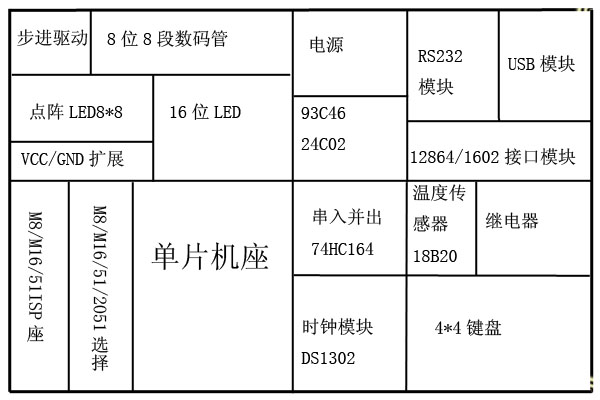 步进驱动
8 位 8 段数码管
电源
RS232
模块
USB 模块
点阵 LED8*8
16 位 LED
93C46
24C02
VCC/GND 扩展
12864/1602 接口模块
M8/M16/51ISP 座
M8/M16/51/2051 选择
单片机座
串入并出
74HC164
温度传
感器
18B20
继电器
时钟模块
DS1302
4*4 键盘